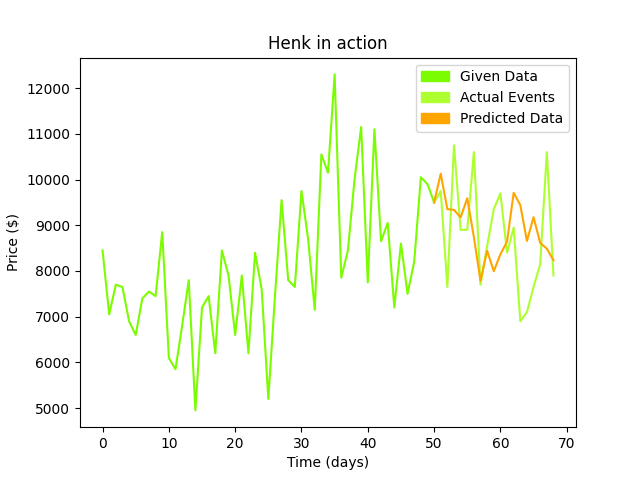 Henk in action
Given Data
Actual Events
Predicted Data
Price ($)
12000
11000
10000
9000
8000
7000
6000
5000
0 10 20 30 40 50 60 70
Time (days)